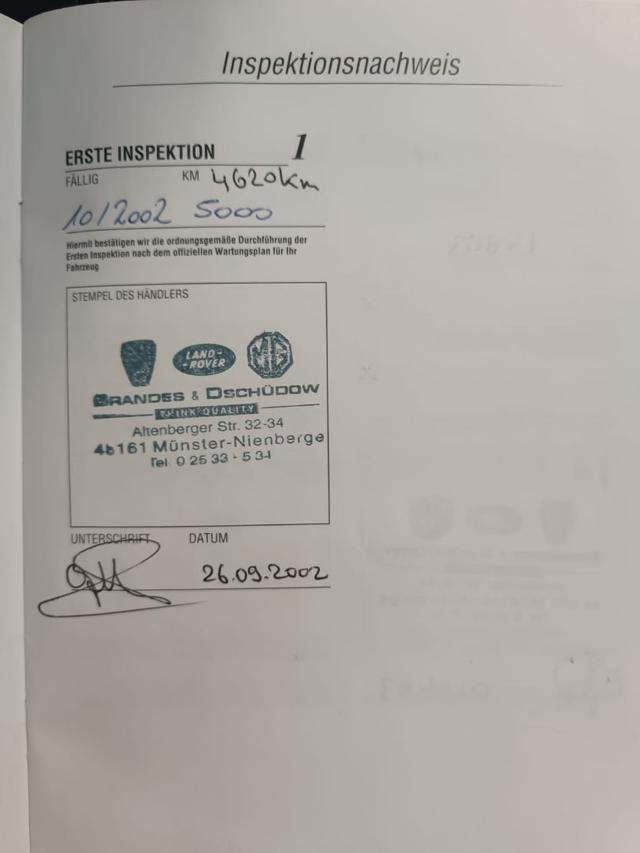 Inspektionsnachweis
ERSTE INSPEKTION 1
FÄLLIG KM 4620km
10/2002 5000
Hiermit bestätigen wir die ordnungsgemäße Durchführung der
Ersten Inspektion nach dem offiziellen Wartungsplan für Ihr
Fahrzeug
STEMPEL DES HÄNDLERS
LAND-
ROVER
MG
BRANDES & DSCHÜDOW
THINK QUALITY
Altenberger Str. 32-34
48161 Münster-Nienberge
Tel. 0 25 33 - 5 34
UNTERSCHRIFT DATUM
26.09.2002